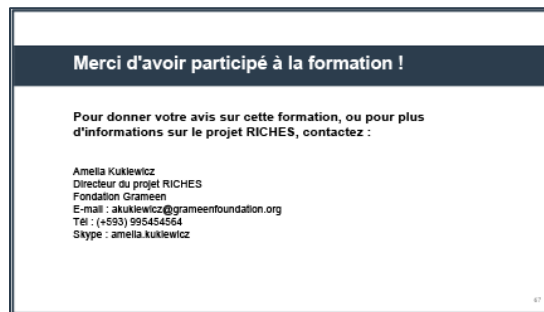 Merci d'avoir participé à la formation !
Pour donner votre avis sur cette formation, ou pour plus
d'informations sur le projet RICHES, contactez :
Amelia Kuklewicz
Directeur du projet RICHES
Fondation Grameen
E-mail : akuklewicz@grameenfoundation.org
Tél : (+593) 995454564
Skype : amelia.kuklewicz
67